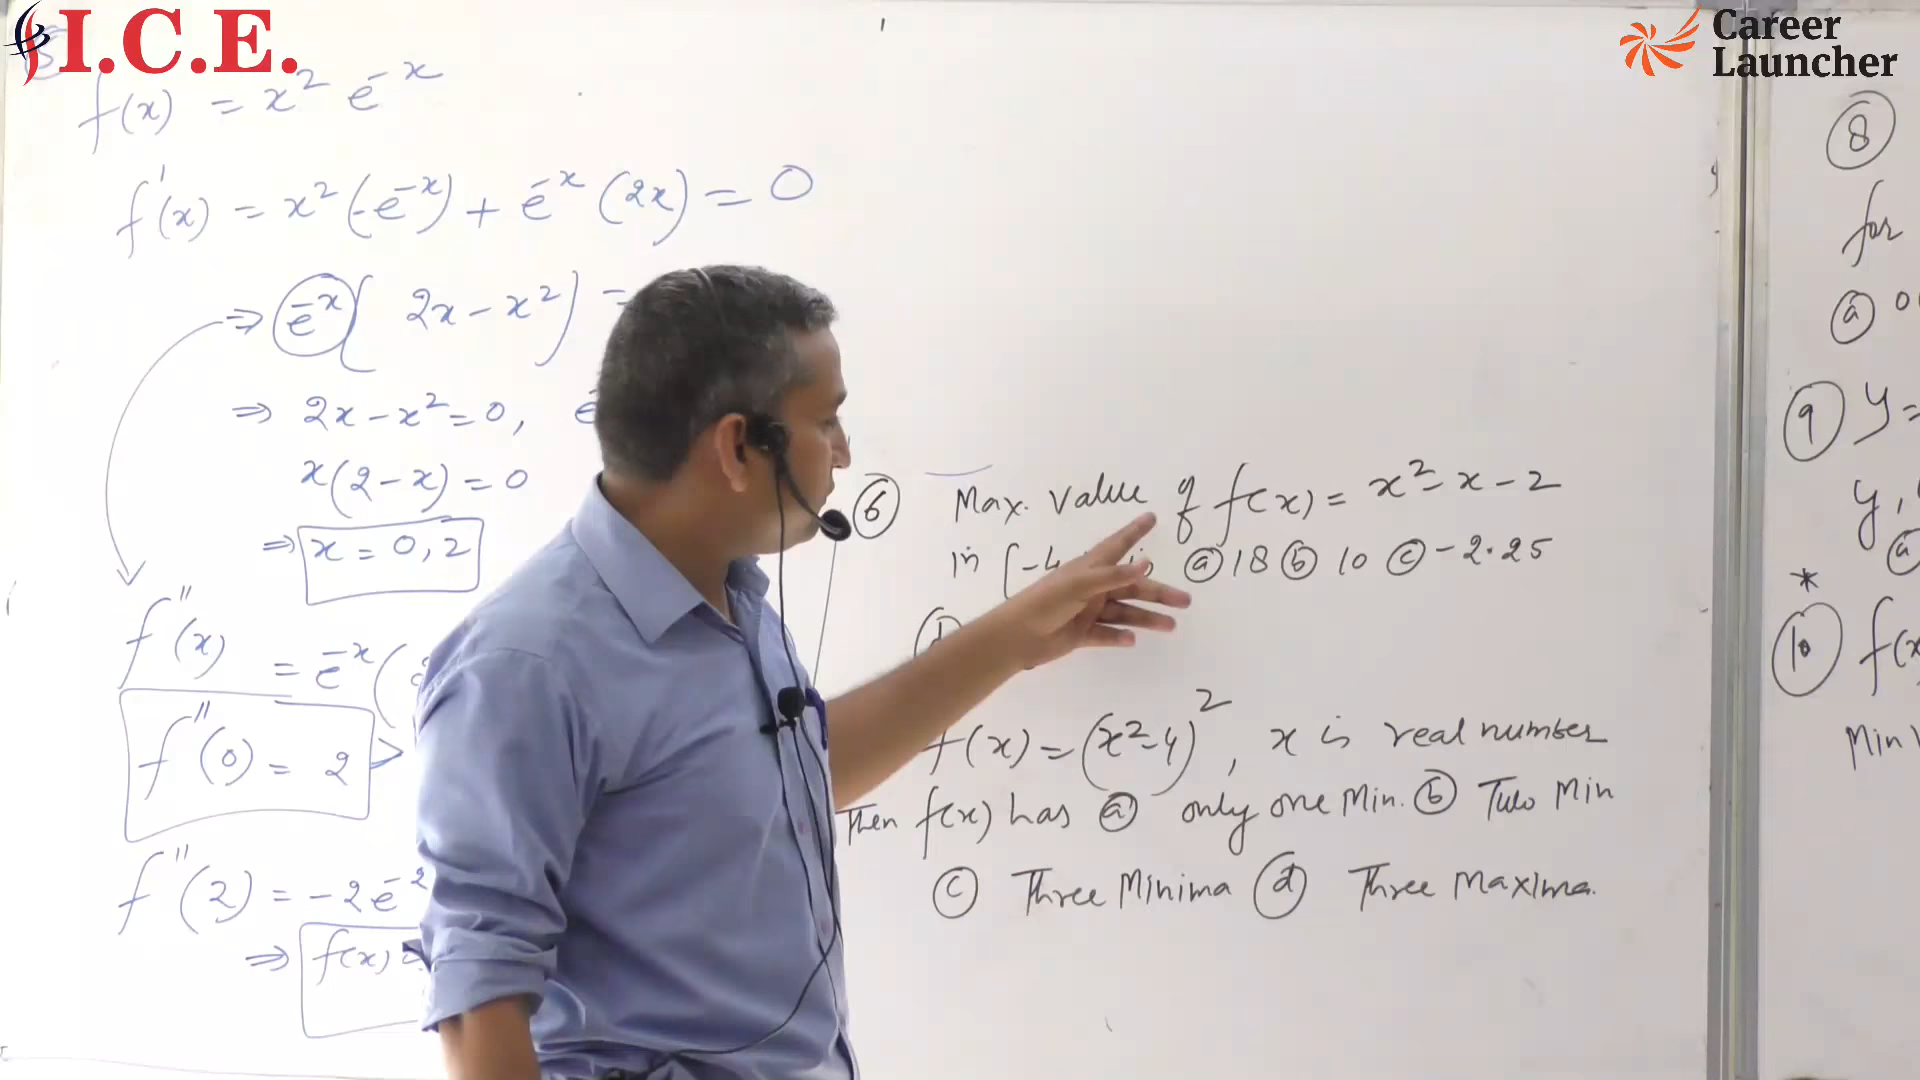 I.C.E.
Career
Launcher
f(x) = x² e⁻ˣ
f'(x) = x² (-e⁻ˣ) + e⁻ˣ (2x) = 0
⇒ e⁻ˣ ( 2x - x² ) =
⇒ 2x - x² = 0,
x(2 - x) = 0
⇒ x = 0, 2
f''(x) = e⁻ˣ (
f''(0) = 2 >
f''(2) = -2e⁻²
⇒ f(x)
6 Max. Value of f(x) = x² - x - 2
in [-4 (a) 18 (b) 10 (c) -2.25
(d)
f(x) = (x² - 4)², x is real number
Then f(x) has (a) only one Min. (b) Two Min
(c) Three Minima (d) Three Maxima.
8
for
(a)
9 y =
y,
(a)
*
10 f(x
Min